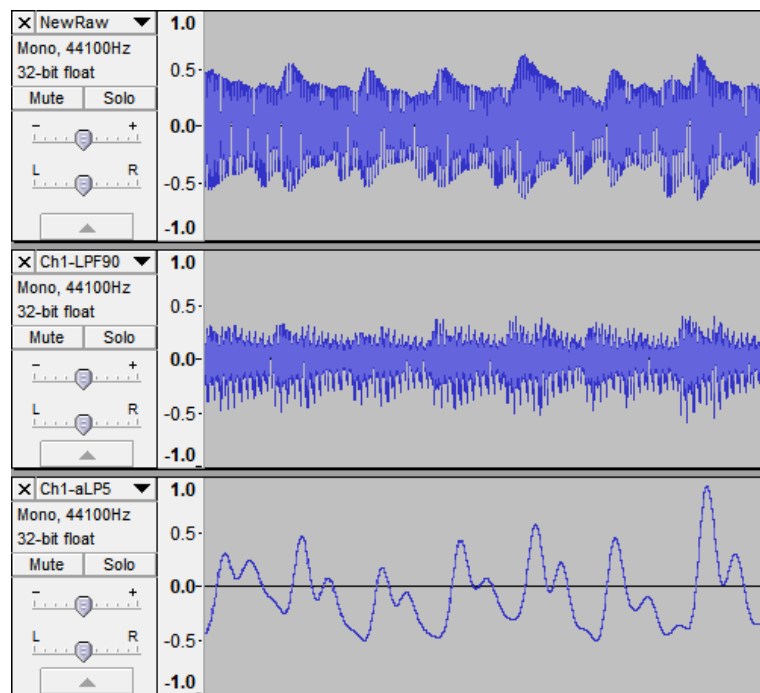 NewRaw
Mono, 44100Hz
32-bit float
Mute Solo
- +
L R
1.0
0.5-
0.0-
-0.5-
-1.0
Ch1-LPF90
Mono, 44100Hz
32-bit float
Mute Solo
- +
L R
1.0
0.5-
0.0-
-0.5-
-1.0
Ch1-aLP5
Mono, 44100Hz
32-bit float
Mute Solo
- +
L R
1.0
0.5-
0.0-
-0.5-
-1.0